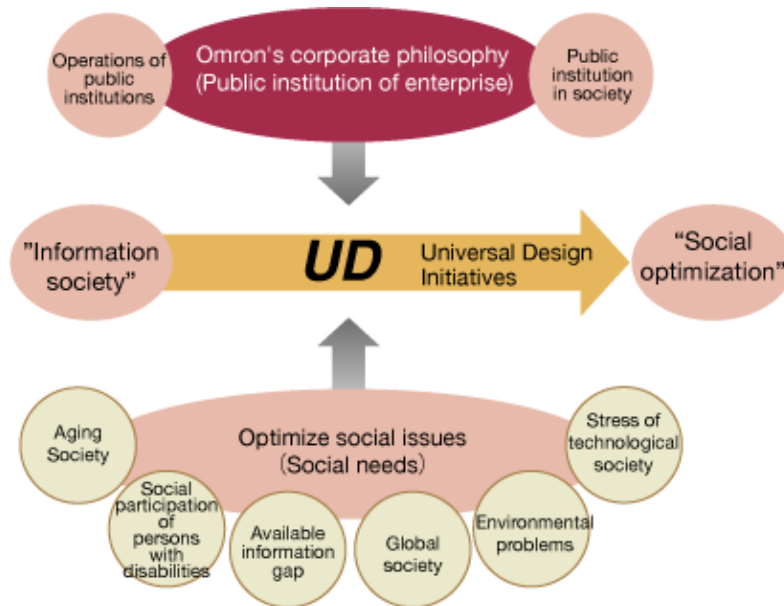 Operations of
public
institutions
Omron's corporate philosophy
(Public institution of enterprise)
Public
institution
in society
”Information
society”
UD
Universal Design
Initiatives
“Social
optimization”
Optimize social issues
(Social needs)
Aging
Society
Social
participation
of
persons
with
disabilities
Available
information
gap
Global
society
Environmental
problems
Stress of
technological
society